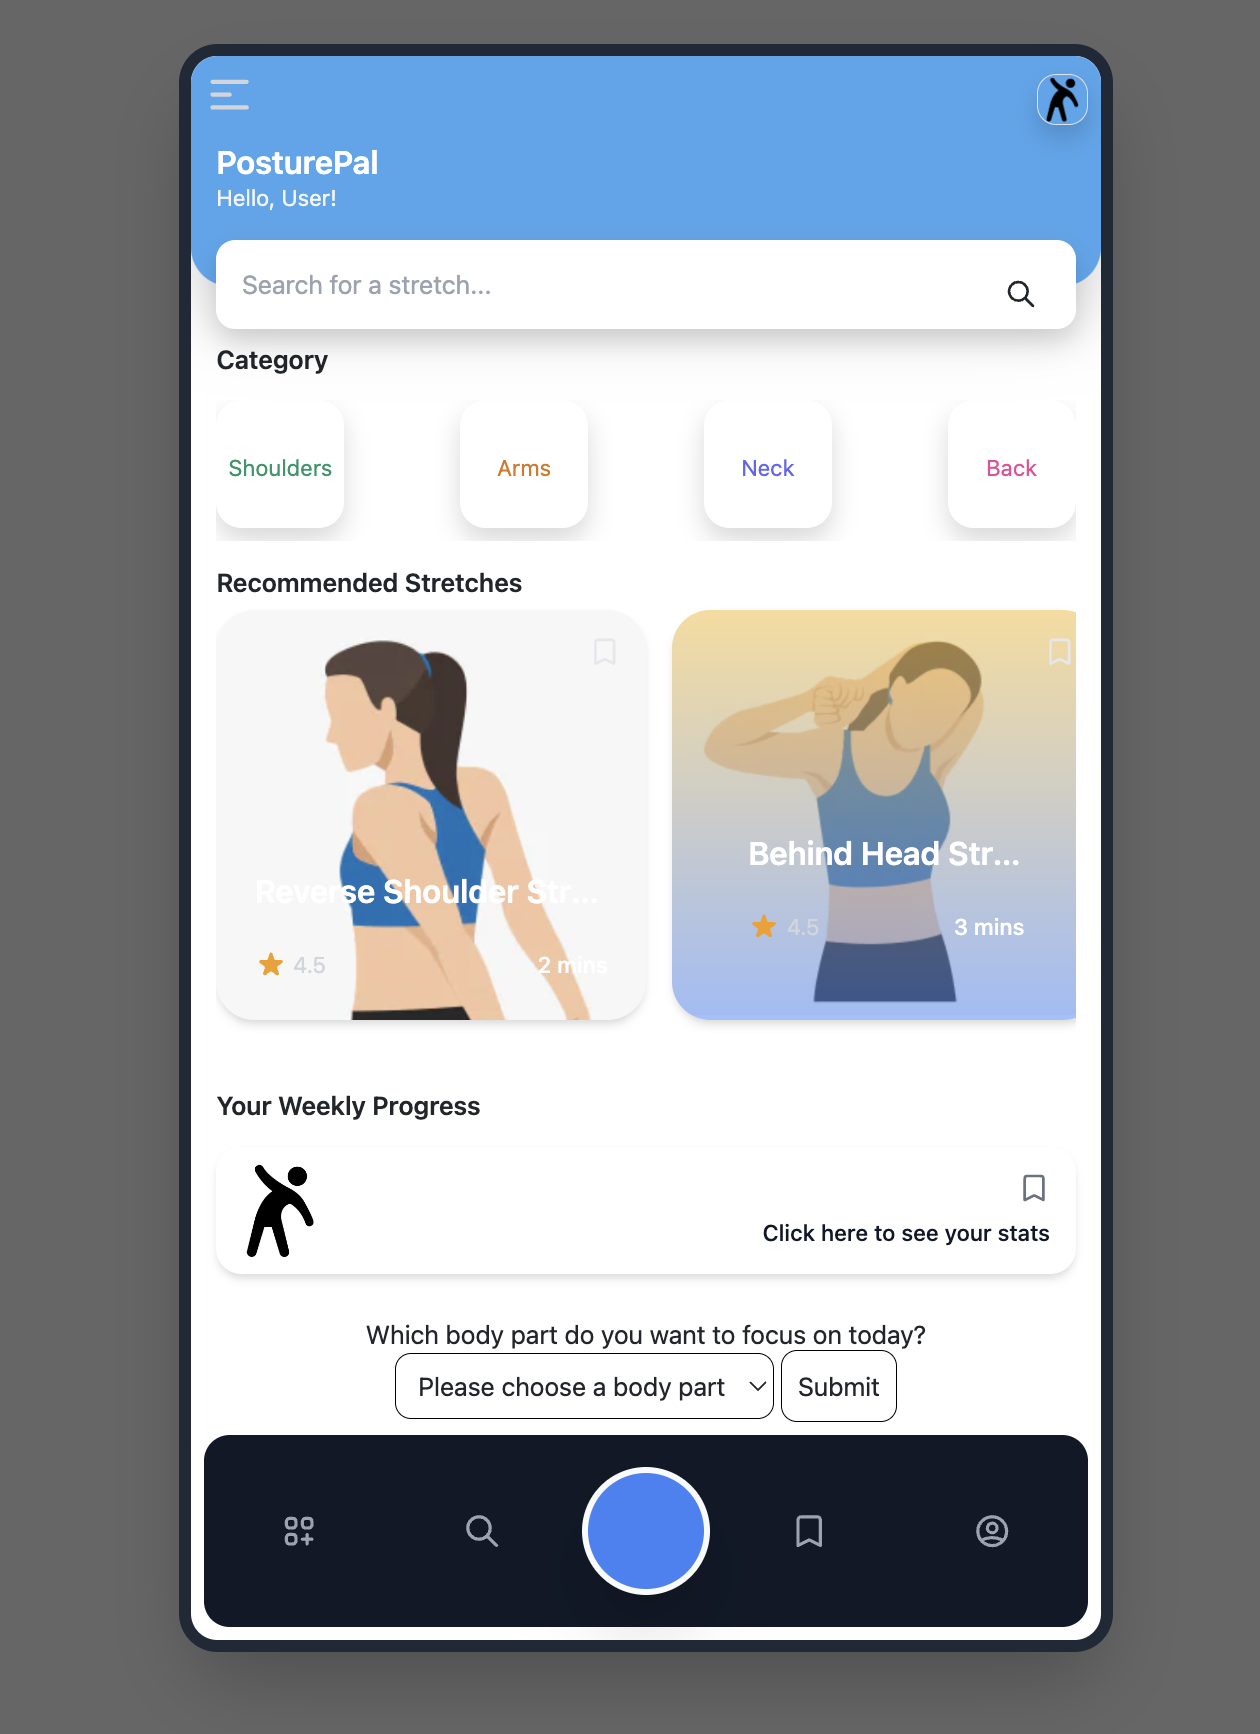 PosturePal
Hello, User!
Search for a stretch...
Category
Shoulders
Arms
Neck
Back
Recommended Stretches
Reverse Shoulder Str...
4.5
2 mins
Behind Head Str...
4.5
3 mins
Your Weekly Progress
Click here to see your stats
Which body part do you want to focus on today?
Please choose a body part
Submit